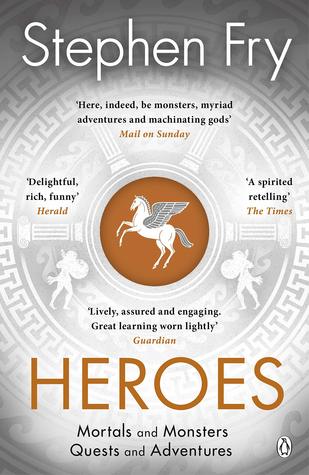 Stephen Fry
‘Here, indeed, be monsters, myriad
adventures and machinating gods’
Mail on Sunday
‘Delightful,
rich, funny’
Herald
‘A spirited
retelling’
The Times
‘Lively, assured and engaging.
Great learning worn lightly’
Guardian
HEROES
Mortals and Monsters
Quests and Adventures